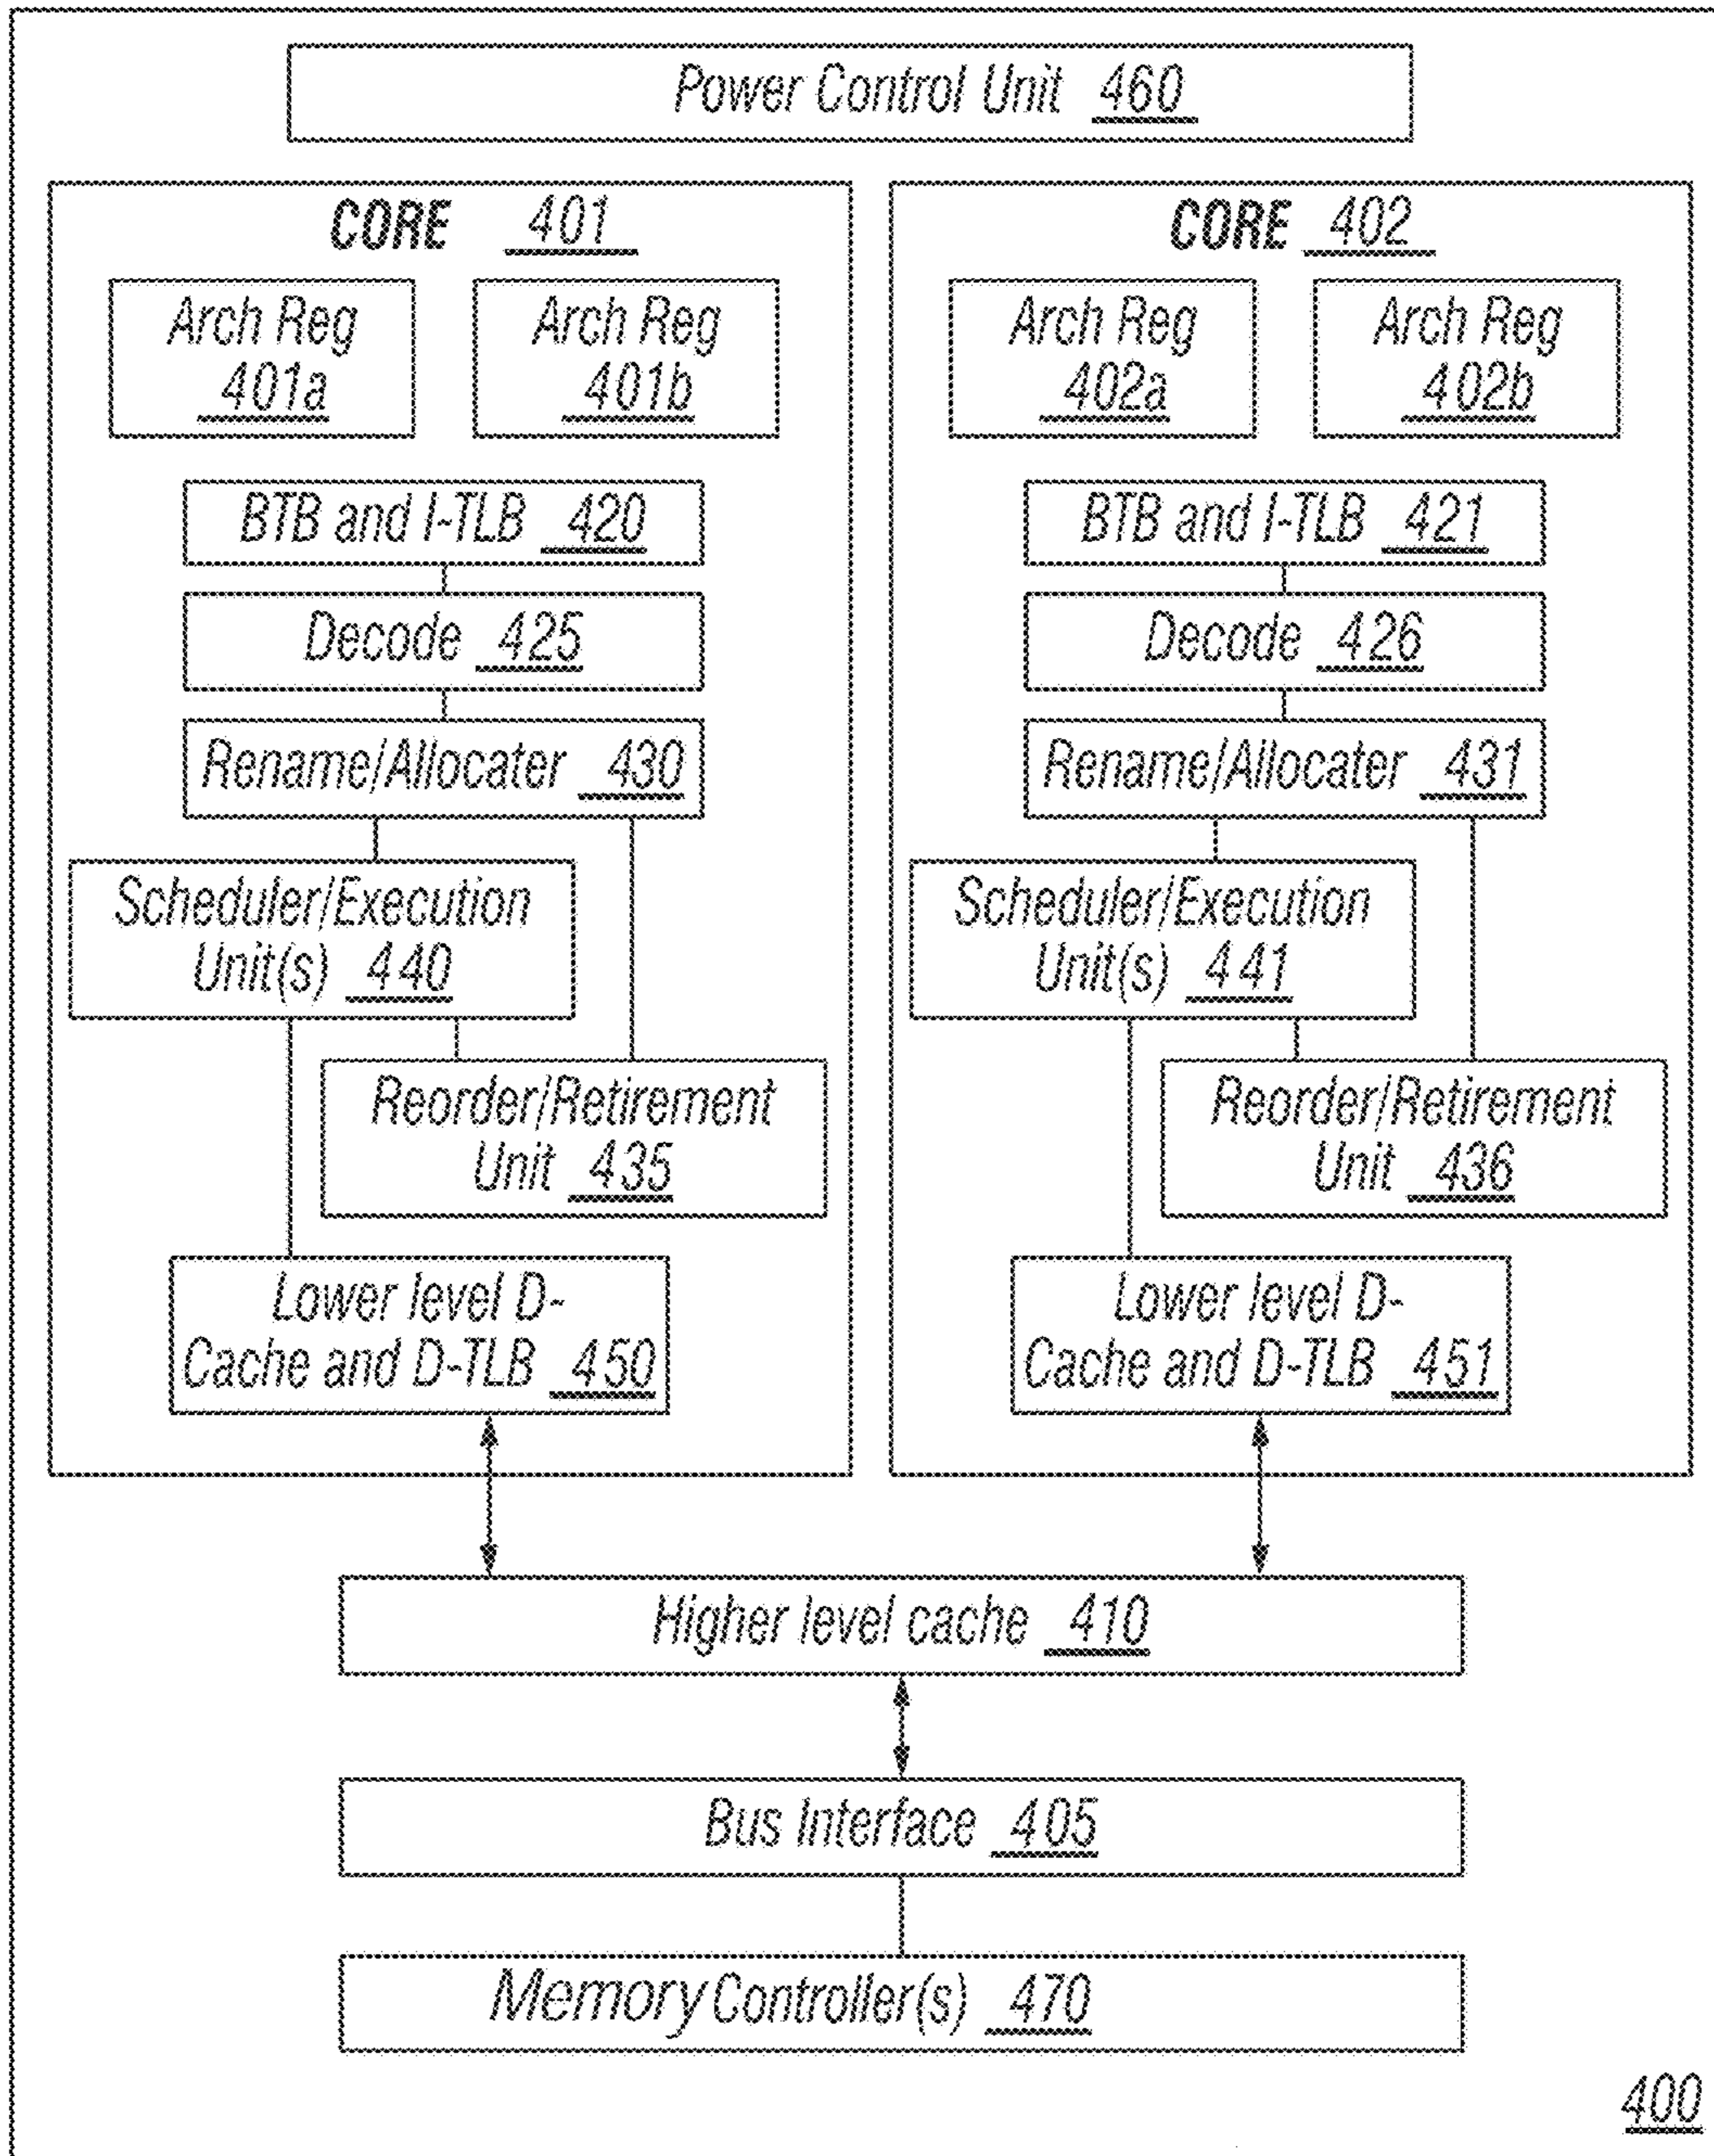 Power Control Unit 460
CORE 401
Arch Reg
401a
Arch Reg
401b
BTB and I-TLB 420
Decode 425
Rename/Allocater 430
Scheduler/Execution
Unit(s) 440
Reorder/Retirement
Unit 435
Lower level D-
Cache and D-TLB 450
CORE 402
Arch Reg
402a
Arch Reg
402b
BTB and I-TLB 421
Decode 426
Rename/Allocater 431
Scheduler/Execution
Unit(s) 441
Reorder/Retirement
Unit 436
Lower level D-
Cache and D-TLB 451
Higher level cache 410
Bus Interface 405
Memory Controller(s) 470
400